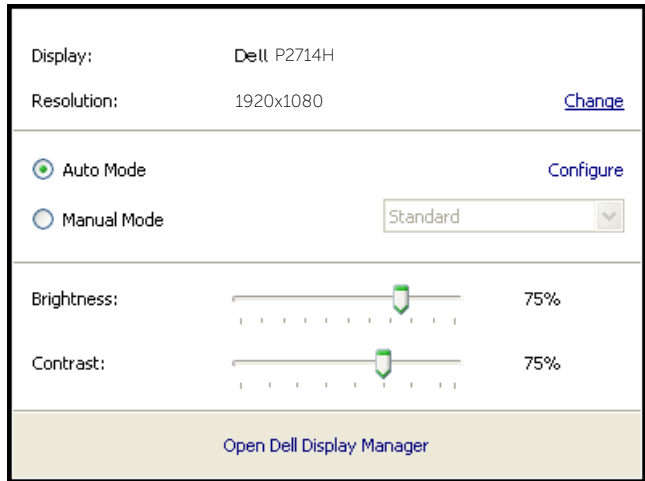 Display: Dell P2714H
Resolution: 1920x1080 Change
Auto Mode Configure
Manual Mode Standard
Brightness: 75%
Contrast: 75%
Open Dell Display Manager